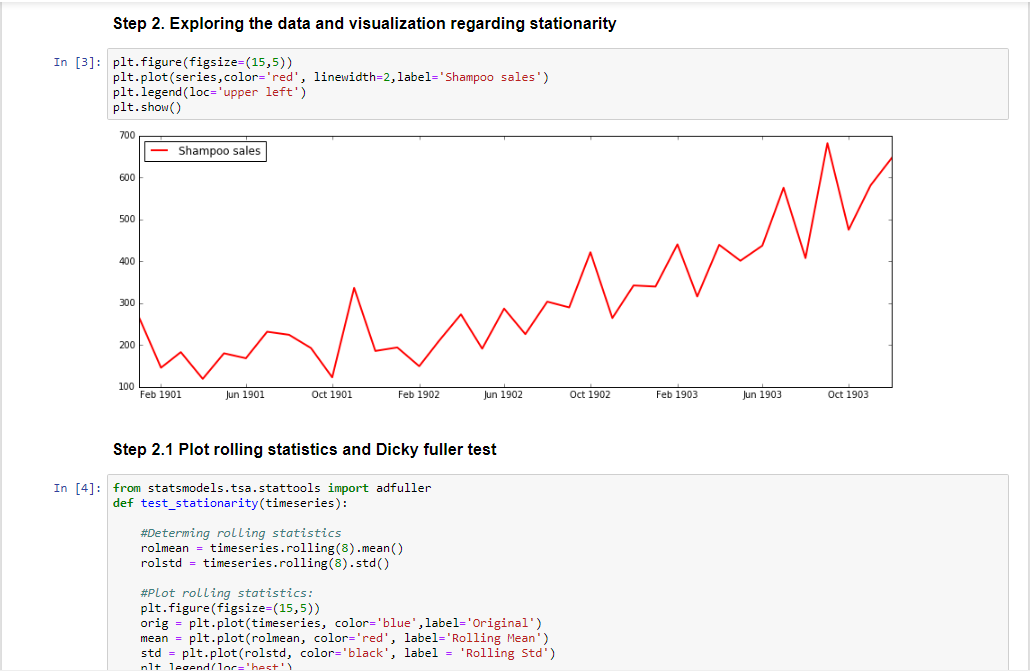 Step 2. Exploring the data and visualization regarding stationarity
In [3]:
plt.figure(figsize=(15,5))
plt.plot(series,color='red', linewidth=2,label='Shampoo sales')
plt.legend(loc='upper left')
plt.show()
700
Shampoo sales
600
500
400
300
200
100
Feb 1901 Jun 1901 Oct 1901 Feb 1902 Jun 1902 Oct 1902 Feb 1903 Jun 1903 Oct 1903
Step 2.1 Plot rolling statistics and Dicky fuller test
In [4]:
from statsmodels.tsa.stattools import adfuller
def test_stationarity(timeseries):
#Determing rolling statistics
rolmean = timeseries.rolling(8).mean()
rolstd = timeseries.rolling(8).std()
#Plot rolling statistics:
plt.figure(figsize=(15,5))
orig = plt.plot(timeseries, color='blue',label='Original')
mean = plt.plot(rolmean, color='red', label='Rolling Mean')
std = plt.plot(rolstd, color='black', label = 'Rolling Std')
plt.legend(loc='best')